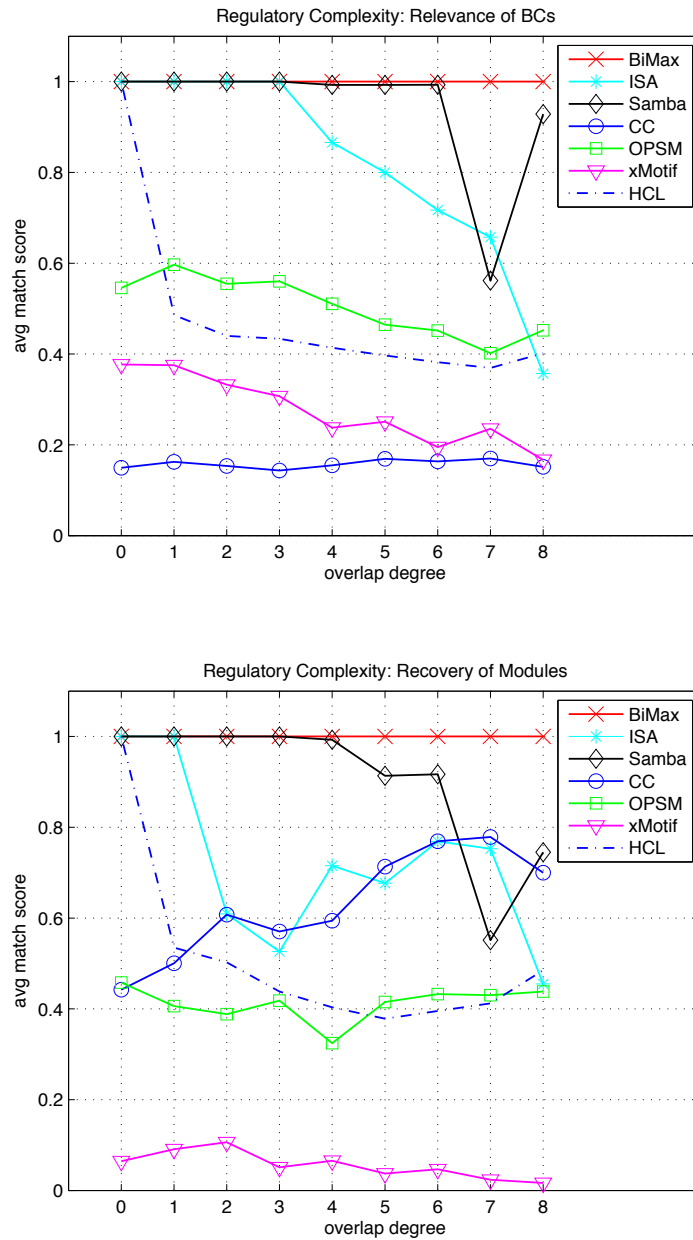 Regulatory Complexity: Relevance of BCs
BiMax
ISA
Samba
CC
OPSM
xMotif
HCL
1
0.8
0.6
0.4
0.2
0
avg match score
0 1 2 3 4 5 6 7 8
overlap degree
Regulatory Complexity: Recovery of Modules
BiMax
ISA
Samba
CC
OPSM
xMotif
HCL
1
0.8
0.6
0.4
0.2
0
avg match score
0 1 2 3 4 5 6 7 8
overlap degree